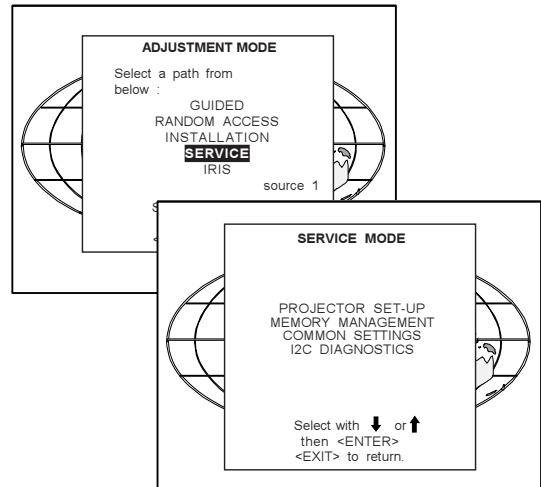 ADJUSTMENT MODE
Select a path from
below :
GUIDED
RANDOM ACCESS
INSTALLATION
SERVICE
IRIS
source 1
S
SERVICE MODE
PROJECTOR SET-UP
MEMORY MANAGEMENT
COMMON SETTINGS
I2C DIAGNOSTICS
Select with ⬇ or ⬆
then <ENTER>
<EXIT> to return.